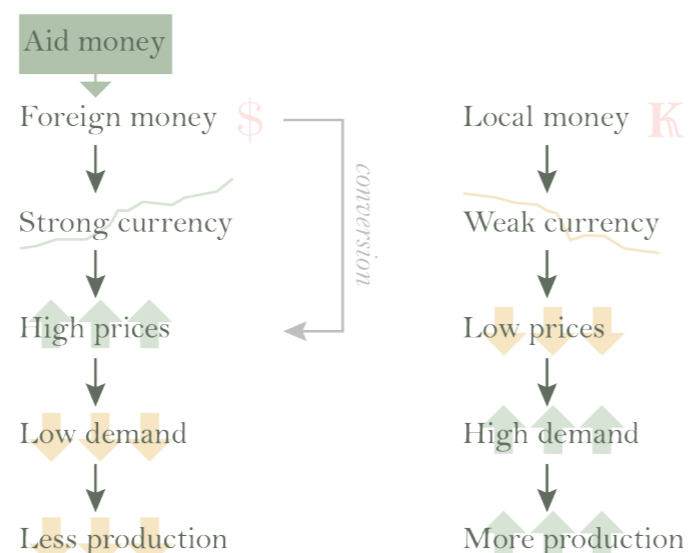 Aid money
Foreign money $
Strong currency
High prices
Low demand
Less production
conversion
Local money ₭
Weak currency
Low prices
High demand
More production